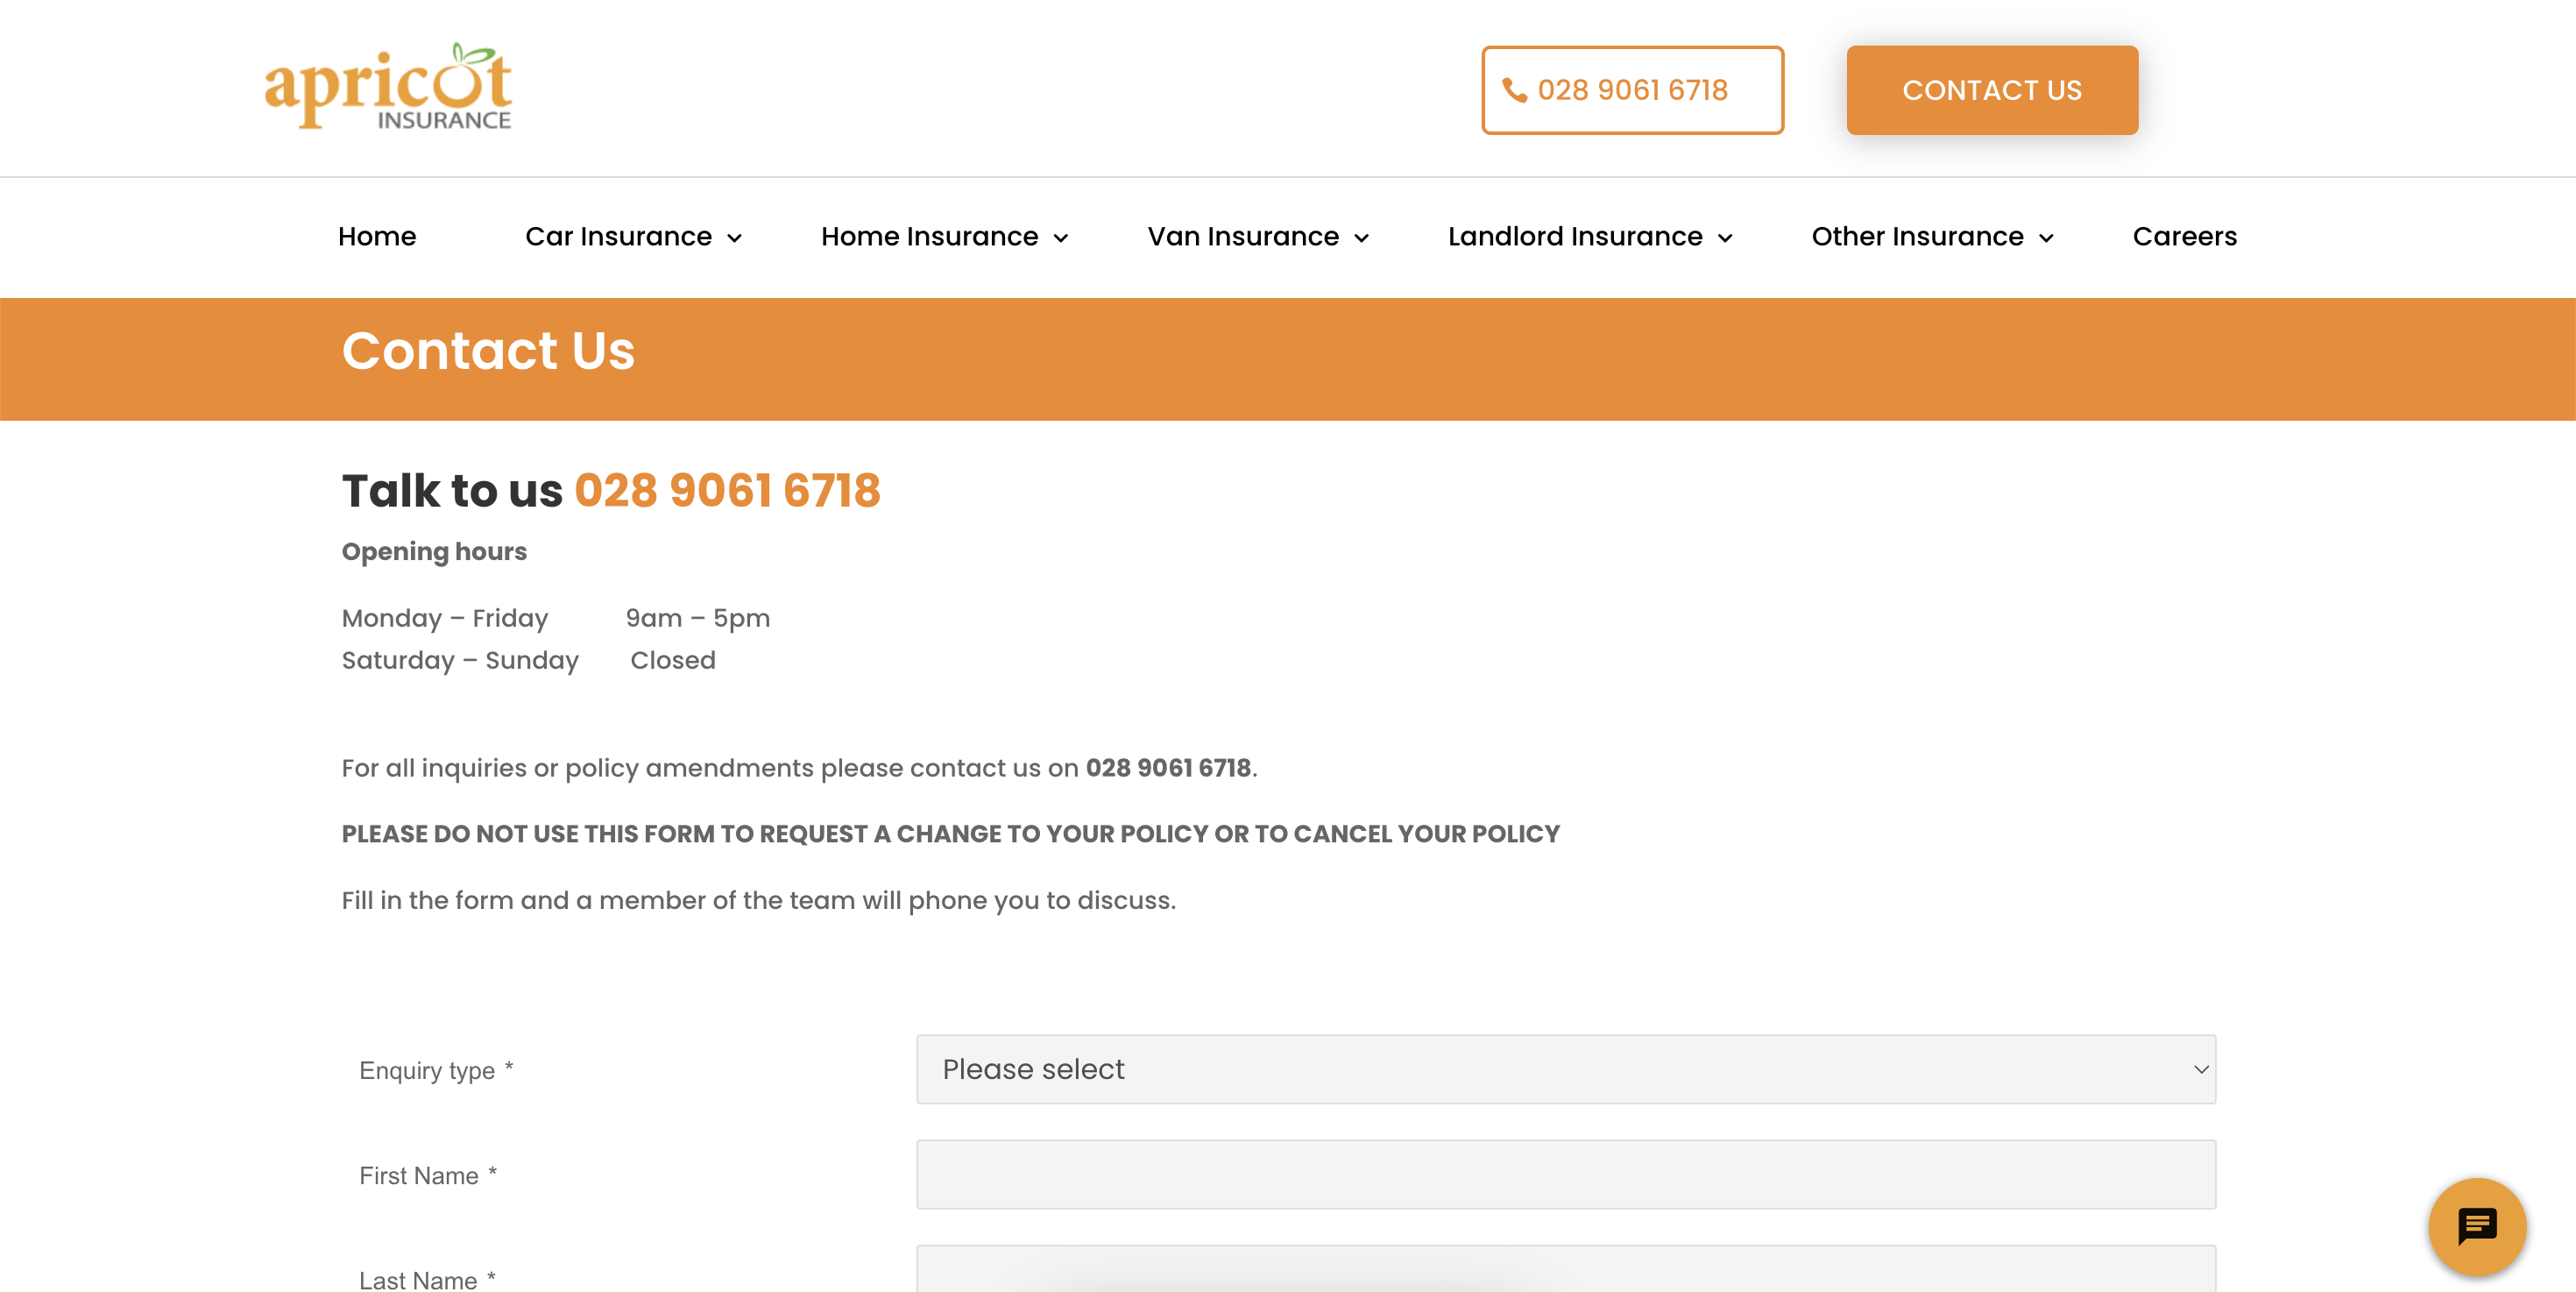 apricot
INSURANCE
028 9061 6718
CONTACT US
Home
Car Insurance
Home Insurance
Van Insurance
Landlord Insurance
Other Insurance
Careers
Contact Us
Talk to us 028 9061 6718
Opening hours
Monday – Friday 9am – 5pm
Saturday – Sunday Closed
For all inquiries or policy amendments please contact us on 028 9061 6718.
PLEASE DO NOT USE THIS FORM TO REQUEST A CHANGE TO YOUR POLICY OR TO CANCEL YOUR POLICY
Fill in the form and a member of the team will phone you to discuss.
Enquiry type *
Please select
First Name *
Last Name *